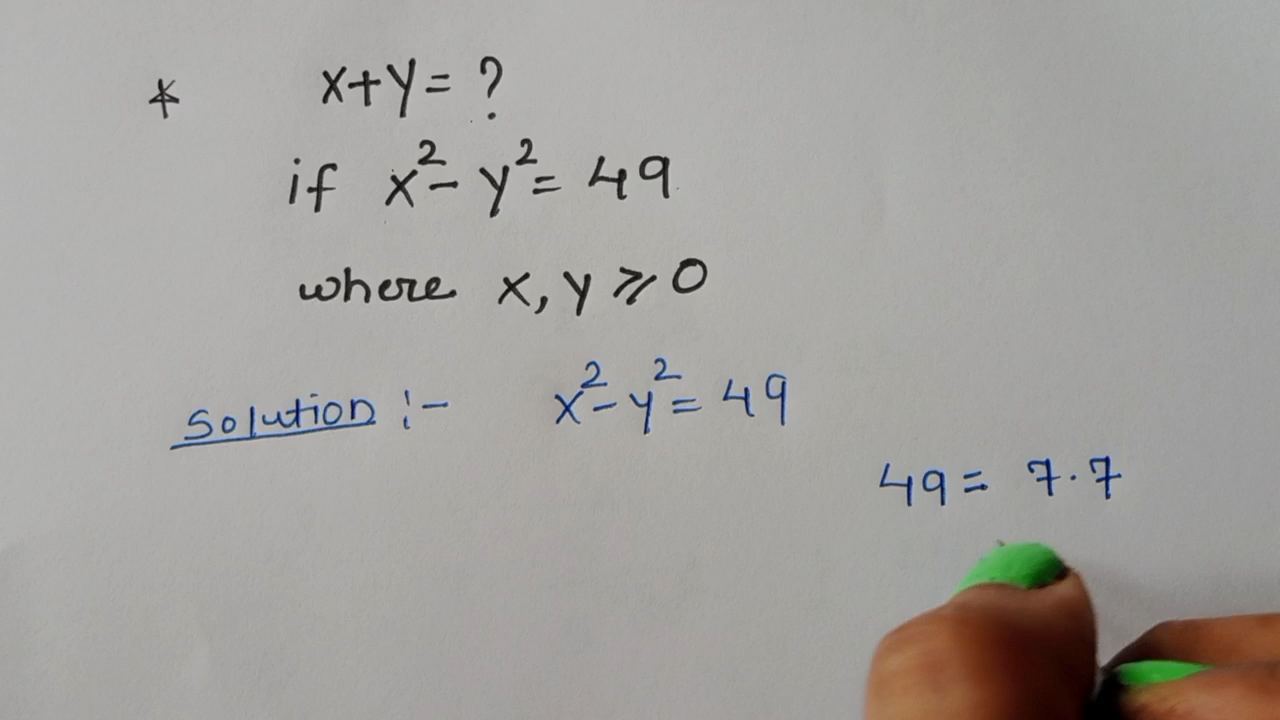 * x+y= ?
if x²- y²= 49
where x, y ⩾ 0
Solution :- x²- y²= 49
49= 7.7